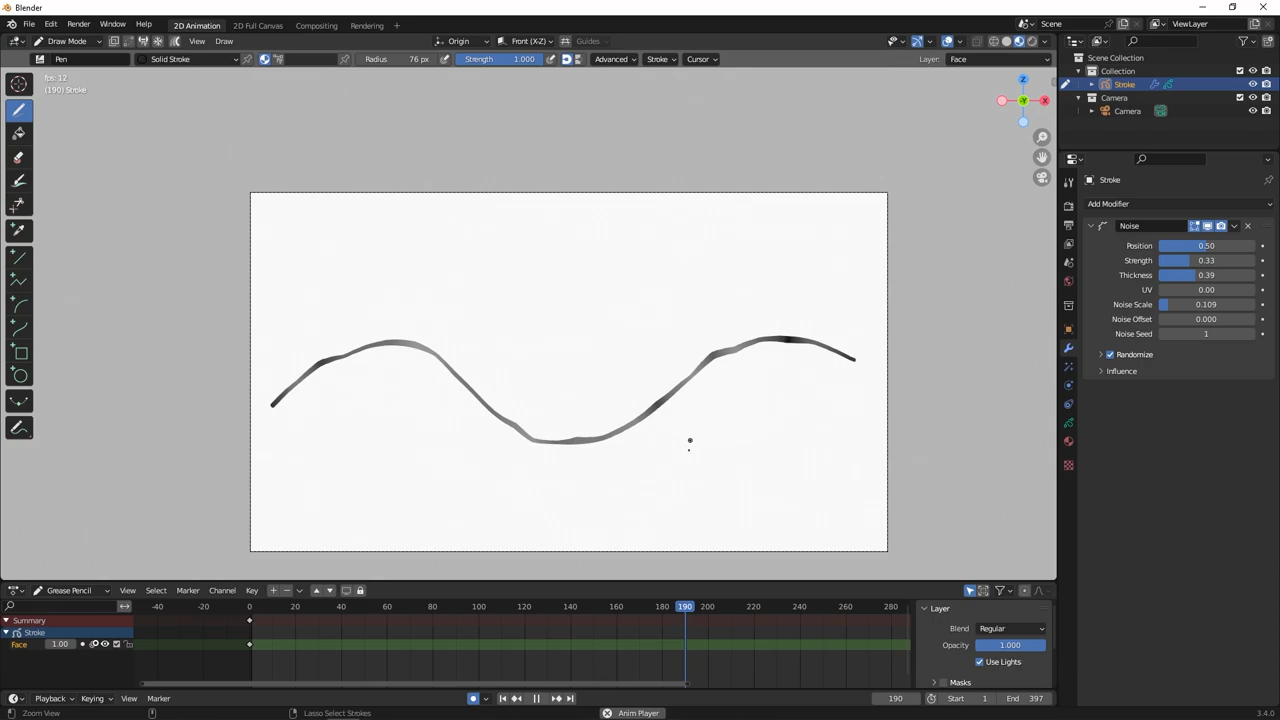 Blender
File Edit Render Window Help 2D Animation 2D Full Canvas Compositing Rendering + Scene ViewLayer
Draw Mode View Draw Origin Front (X-Z) Guides
Pen Solid Stroke Radius 76 px Strength 1.000 Advanced Stroke Cursor Layer: Face
fps: 12
(190) Stroke
Z
-Y X
Scene Collection
Collection
Stroke
Camera
Camera
Stroke
Add Modifier
Noise
Position 0.50
Strength 0.33
Thickness 0.39
UV 0.00
Noise Scale 0.109
Noise Offset 0.000
Noise Seed 1
Randomize
Influence
Grease Pencil View Select Marker Channel Key
-40 -20 0 20 40 60 80 100 120 140 160 190 200 220 240 260 280
Summary
Stroke
Face 1.00
Layer
Blend Regular
Opacity 1.000
Use Lights
Masks
Playback Keying View Marker 190 Start 1 End 397
Zoom View Lasso Select Strokes Anim Player 3.4.0